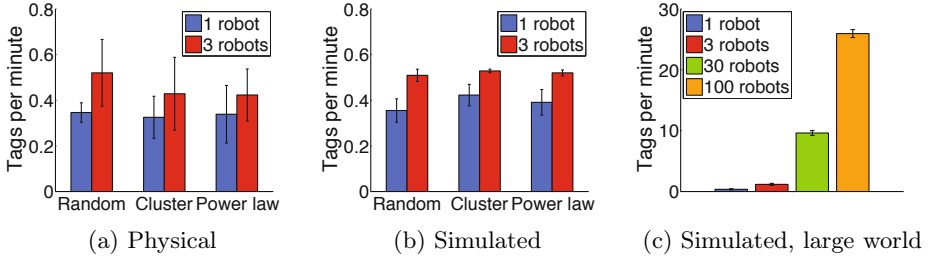 Tags per minute
0.8
0.6
0.4
0.2
0
1 robot
3 robots
Random Cluster Power law
(a) Physical
Tags per minute
0.8
0.6
0.4
0.2
0
1 robot
3 robots
Random Cluster Power law
(b) Simulated
Tags per minute
30
20
10
0
1 robot
3 robots
30 robots
100 robots
(c) Simulated, large world